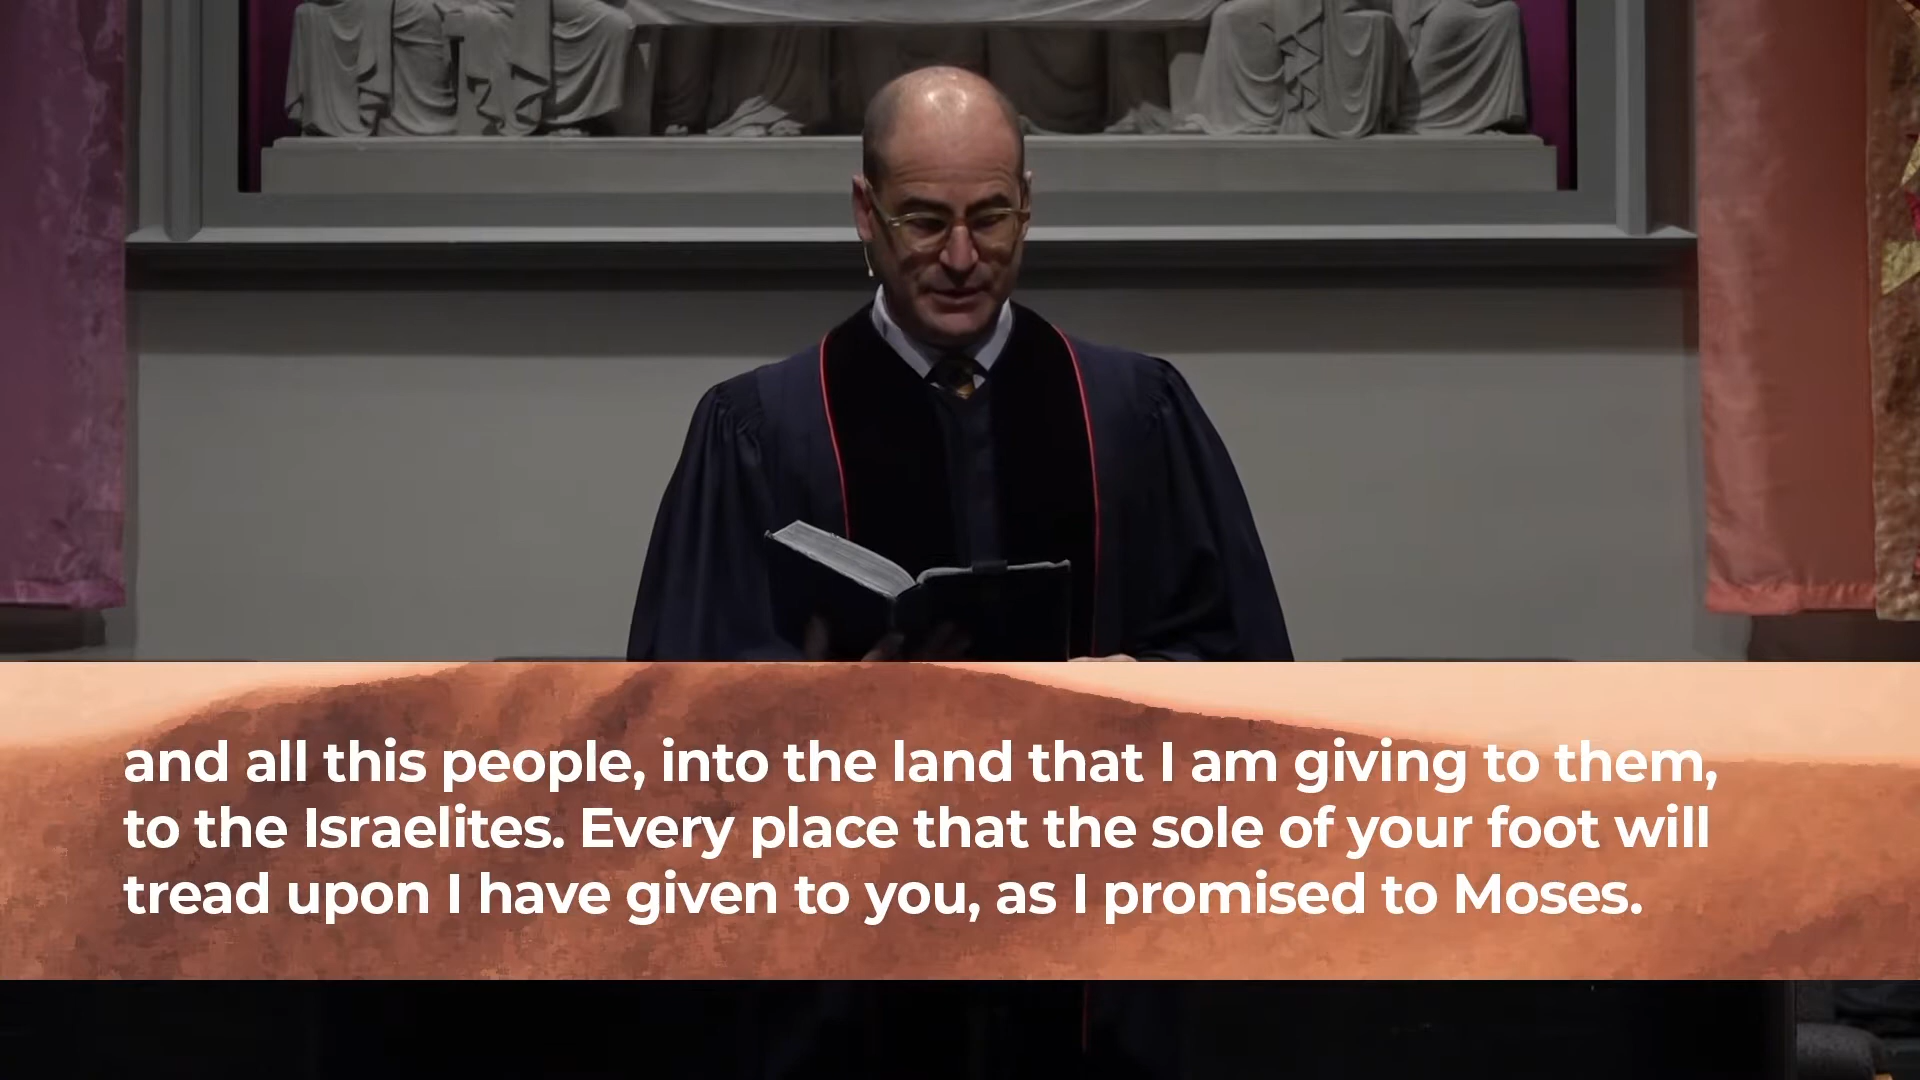 and all this people, into the land that I am giving to them,
to the Israelites. Every place that the sole of your foot will
tread upon I have given to you, as I promised to Moses.